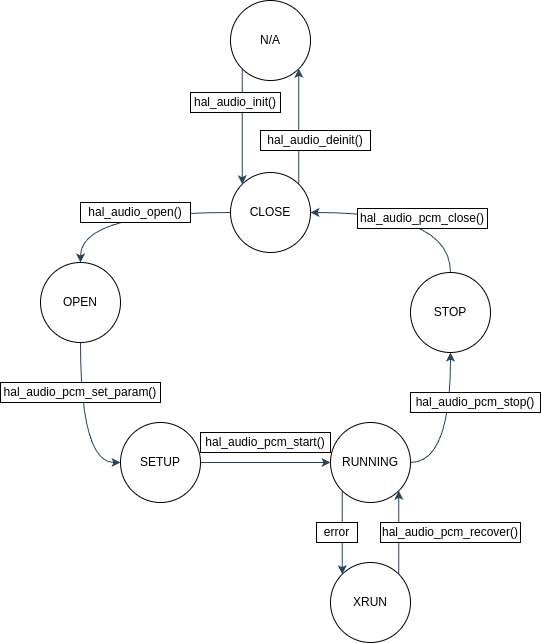 N/A
hal_audio_init()
hal_audio_deinit()
CLOSE
hal_audio_open()
hal_audio_pcm_close()
OPEN
STOP
hal_audio_pcm_set_param()
hal_audio_pcm_stop()
hal_audio_pcm_start()
SETUP
RUNNING
error
hal_audio_pcm_recover()
XRUN